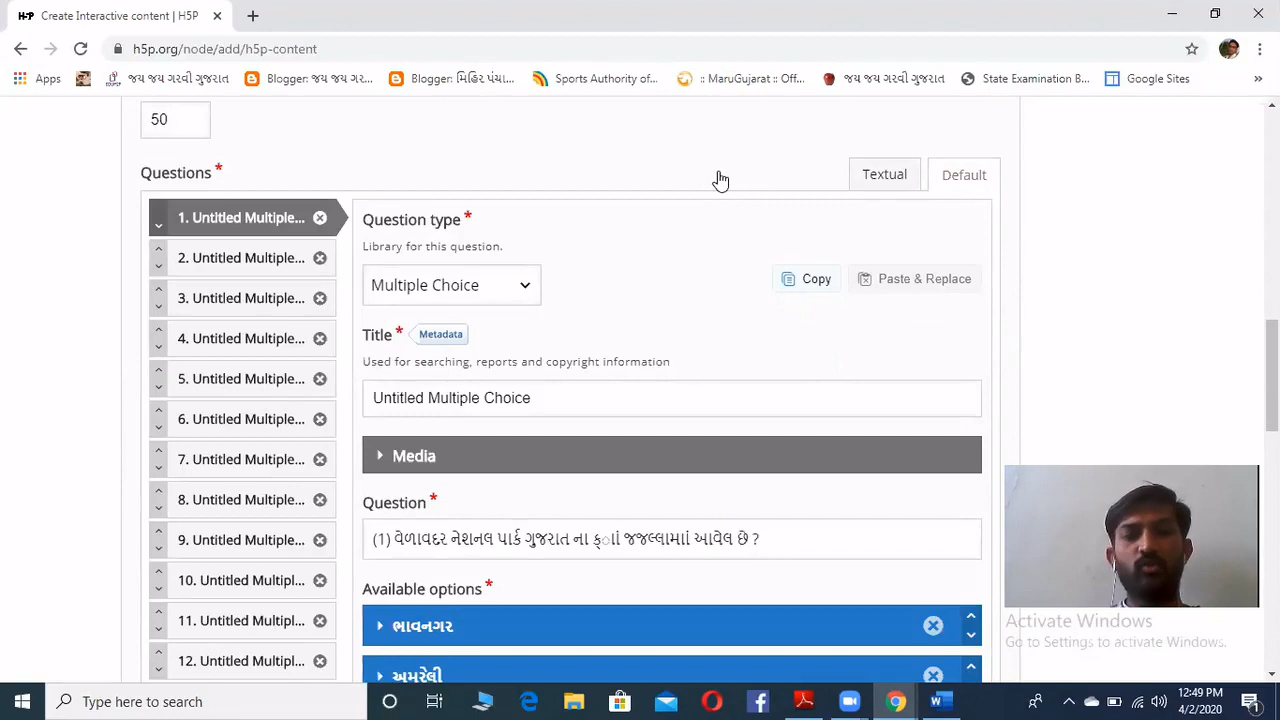 Create Interactive content | H5P
h5p.org/node/add/h5p-content
Apps
જય જય ગરવી ગુજરાત
Blogger: જય જય ગર...
Blogger: મિહિર પંચા...
Sports Authority of...
:: MaruGujarat :: Off...
જય જય ગરવી ગુજરાત
State Examination B...
Google Sites
50
Questions *
Textual
Default
1. Untitled Multiple...
2. Untitled Multiple...
3. Untitled Multiple...
4. Untitled Multiple...
5. Untitled Multiple...
6. Untitled Multiple...
7. Untitled Multiple...
8. Untitled Multiple...
9. Untitled Multiple...
10. Untitled Multipl...
11. Untitled Multipl...
12. Untitled Multipl...
Question type *
Library for this question.
Multiple Choice
Copy
Paste & Replace
Title *
Metadata
Used for searching, reports and copyright information
Untitled Multiple Choice
Media
Question *
(1) વેળાવદર નેશનલ પાર્ક ગુજરાત ના ક્ાાં જજલ્લામાાં આવેલ છે ?
Available options *
ભાવનગર
અમરેલી
Activate Windows
Go to Settings to activate Windows.
Type here to search
12:49 PM
4/2/2020